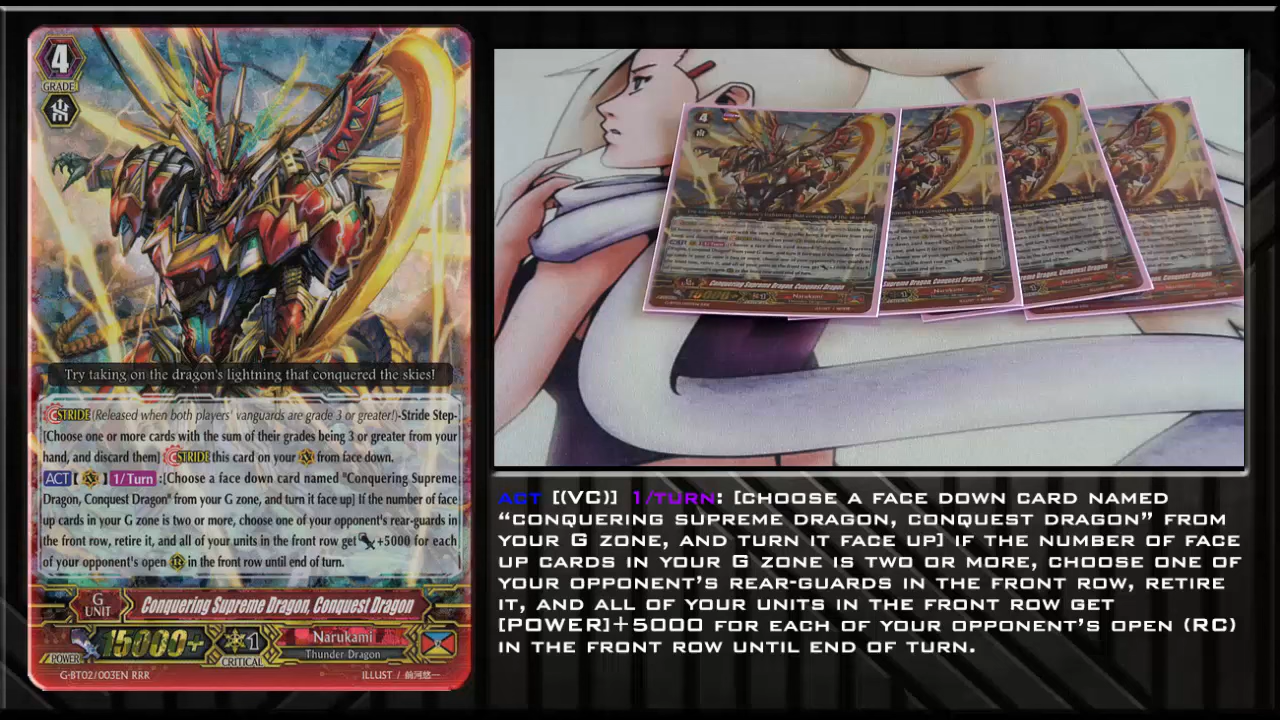 4
GRADE
Try taking on the dragon's lightning that conquered the skies!
STRIDE (Released when both players' vanguards are grade 3 or greater!)-Stride Step-
[Choose one or more cards with the sum of their grades being 3 or greater from your
hand, and discard them] STRIDE this card on your from face down.
ACT【 】1/Turn :[Choose a face down card named "Conquering Supreme
Dragon, Conquest Dragon" from your G zone, and turn it face up] If the number of face
up cards in your G zone is two or more, choose one of your opponent's rear-guards in
the front row, retire it, and all of your units in the front row get +5000 for each
of your opponent's open in the front row until end of turn.
G
UNIT
Conquering Supreme Dragon, Conquest Dragon
POWER
15000+
1
CRITICAL
Narukami
Thunder Dragon
G-BT02/003EN RRR
ILLUST / 前河悠一
4
Conquering Supreme Dragon, Conquest Dragon
Narukami
ACT [(VC)] 1/TURN: [CHOOSE A FACE DOWN CARD NAMED
“CONQUERING SUPREME DRAGON, CONQUEST DRAGON” FROM
YOUR G ZONE, AND TURN IT FACE UP] IF THE NUMBER OF FACE
UP CARDS IN YOUR G ZONE IS TWO OR MORE, CHOOSE ONE OF
YOUR OPPONENT’S REAR-GUARDS IN THE FRONT ROW, RETIRE
IT, AND ALL OF YOUR UNITS IN THE FRONT ROW GET
[POWER]+5000 FOR EACH OF YOUR OPPONENT’S OPEN (RC)
IN THE FRONT ROW UNTIL END OF TURN.